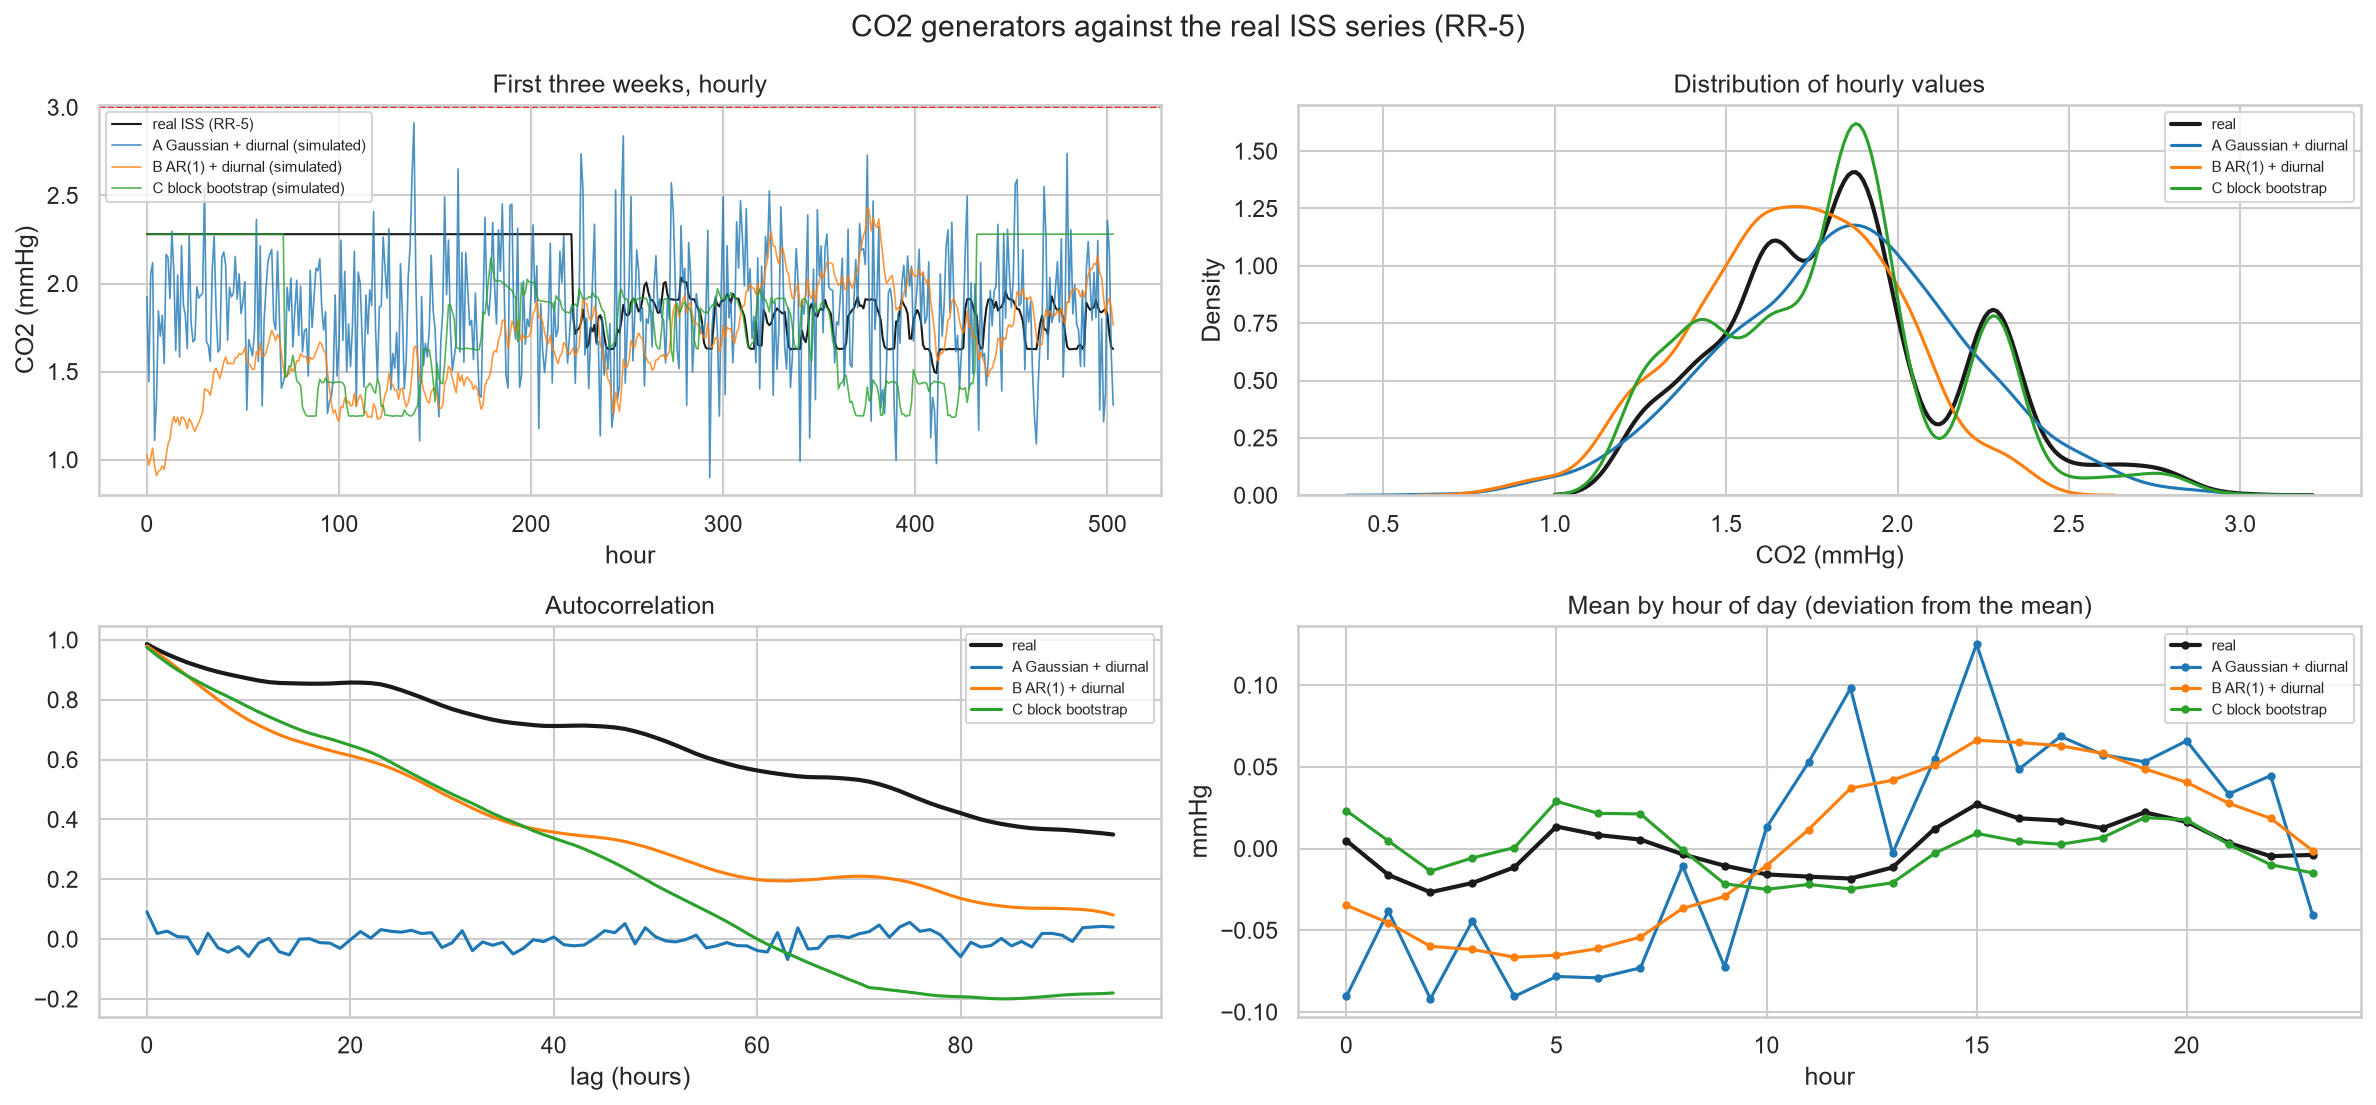 CO2 generators against the real ISS series (RR-5)
First three weeks, hourly
3.0
2.5
2.0
1.5
1.0
CO2 (mmHg)
real ISS (RR-5)
A Gaussian + diurnal (simulated)
B AR(1) + diurnal (simulated)
C block bootstrap (simulated)
0 100 200 300 400 500
hour
Distribution of hourly values
1.50
1.25
1.00
0.75
0.50
0.25
0.00
Density
real
A Gaussian + diurnal
B AR(1) + diurnal
C block bootstrap
0.5 1.0 1.5 2.0 2.5 3.0
CO2 (mmHg)
Autocorrelation
1.0
0.8
0.6
0.4
0.2
0.0
−0.2
real
A Gaussian + diurnal
B AR(1) + diurnal
C block bootstrap
0 20 40 60 80
lag (hours)
Mean by hour of day (deviation from the mean)
0.10
0.05
0.00
−0.05
−0.10
mmHg
real
A Gaussian + diurnal
B AR(1) + diurnal
C block bootstrap
0 5 10 15 20
hour